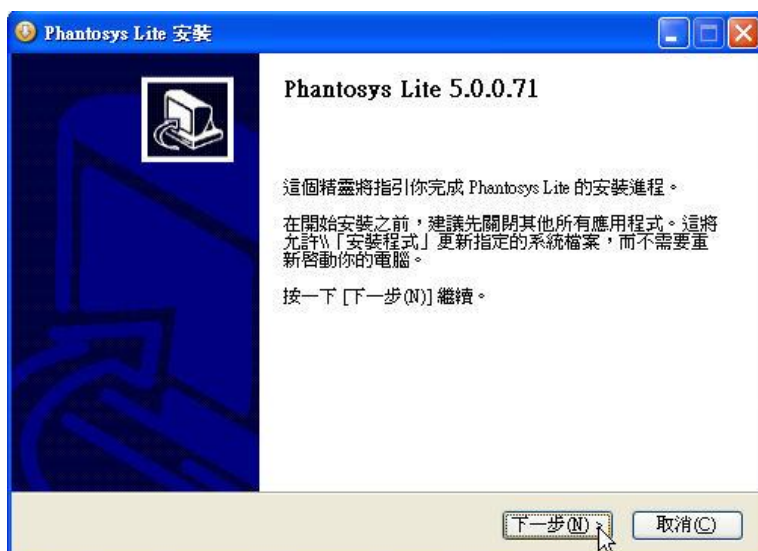 Phantosys Lite 安裝
Phantosys Lite 5.0.0.71
這個精靈將指引你完成 Phantosys Lite 的安裝進程。
在開始安裝之前，建議先關閉其他所有應用程式。這將
允許\\「安裝程式」更新指定的系統檔案，而不需要重
新啓動你的電腦。
按一下 [下一步(N)] 繼續。
下一步(N) >
取消(C)